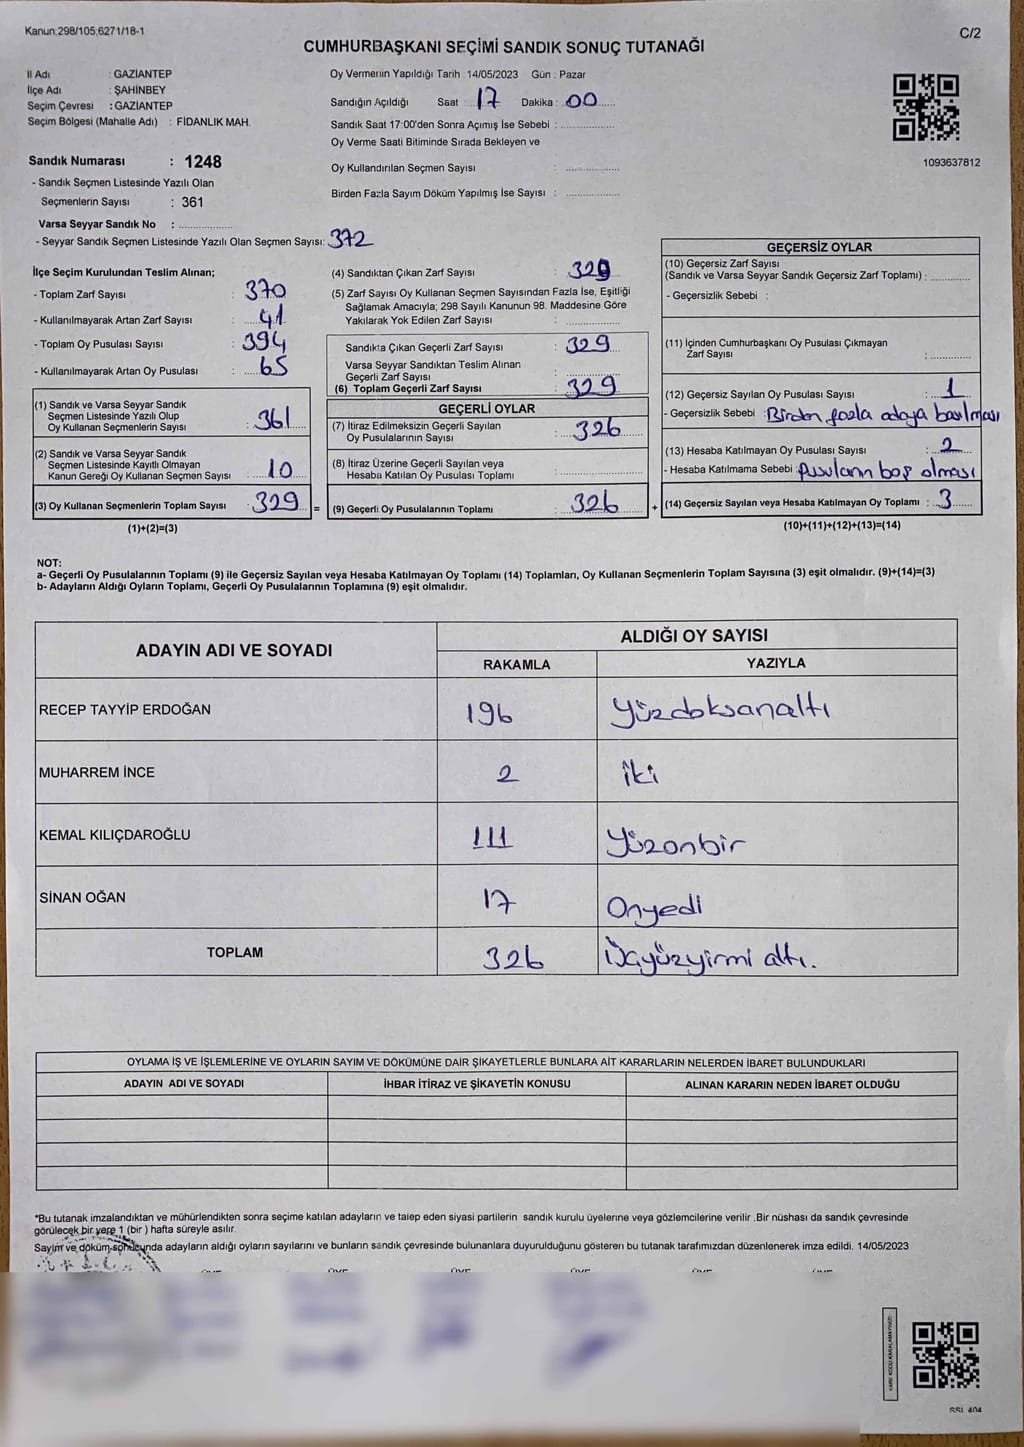 Kanun;298/105;6271/18-1
C/2
CUMHURBAŞKANI SEÇİMİ SANDIK SONUÇ TUTANAĞI
İl Adı : GAZİANTEP
İlçe Adı : ŞAHİNBEY
Seçim Çevresi : GAZİANTEP
Seçim Bölgesi (Mahalle Adı) : FİDANLIK MAH.
Sandık Numarası : 1248
- Sandık Seçmen Listesinde Yazılı Olan
Seçmenlerin Sayısı : 361
Varsa Seyyar Sandık No : ..................
- Seyyar Sandık Seçmen Listesinde Yazılı Olan Seçmen Sayısı: 372
Oy Vermenin Yapıldığı Tarih : 14/05/2023 Gün : Pazar
Sandığın Açıldığı Saat : 17 Dakika : 00
Sandık Saat 17:00'den Sonra Açımış İse Sebebi : ..................
Oy Verme Saati Bitiminde Sırada Bekleyen ve
Oy Kullandırılan Seçmen Sayısı : ..................
Birden Fazla Sayım Döküm Yapılmış İse Sayısı : ..................
1093637812
İlçe Seçim Kurulundan Teslim Alınan;
- Toplam Zarf Sayısı : 370
- Kullanılmayarak Artan Zarf Sayısı : 41
- Toplam Oy Pusulası Sayısı : 394
- Kullanılmayarak Artan Oy Pusulası : 65
(1) Sandık ve Varsa Seyyar Sandık
Seçmen Listesinde Yazılı Olup
Oy Kullanan Seçmenlerin Sayısı : 361
(2) Sandık ve Varsa Seyyar Sandık
Seçmen Listesinde Kayıtlı Olmayan
Kanun Gereği Oy Kullanan Seçmen Sayısı : 10
(3) Oy Kullanan Seçmenlerin Toplam Sayısı : 329 =
(1)+(2)=(3)
(4) Sandıktan Çıkan Zarf Sayısı : 329
(5) Zarf Sayısı Oy Kullanan Seçmen Sayısından Fazla İse, Eşitliği
Sağlamak Amacıyla; 298 Sayılı Kanunun 98. Maddesine Göre
Yakılarak Yok Edilen Zarf Sayısı : ..................
Sandıkta Çıkan Geçerli Zarf Sayısı : 329
Varsa Seyyar Sandıktan Teslim Alınan
Geçerli Zarf Sayısı : ..................
(6) Toplam Geçerli Zarf Sayısı : 329
GEÇERLİ OYLAR
(7) İtiraz Edilmeksizin Geçerli Sayılan
Oy Pusulalarının Sayısı : 326
(8) İtiraz Üzerine Geçerli Sayılan veya
Hesaba Katılan Oy Pusulası Toplamı : ..................
(9) Geçerli Oy Pusulalarının Toplamı : 326 +
GEÇERSİZ OYLAR
(10) Geçersiz Zarf Sayısı
(Sandık ve Varsa Seyyar Sandık Geçersiz Zarf Toplamı) : ............
- Geçersizlik Sebebi :
(11) İçinden Cumhurbaşkanı Oy Pusulası Çıkmayan
Zarf Sayısı : ............
(12) Geçersiz Sayılan Oy Pusulası Sayısı : 1
- Geçersizlik Sebebi : Birden fazla adaya basılması
(13) Hesaba Katılmayan Oy Pusulası Sayısı : 2
- Hesaba Katılmama Sebebi : Pusuların boş olması
(14) Geçersiz Sayılan veya Hesaba Katılmayan Oy Toplamı : 3
(10)+(11)+(12)+(13)=(14)
NOT:
a- Geçerli Oy Pusulalarının Toplamı (9) ile Geçersiz Sayılan veya Hesaba Katılmayan Oy Toplamı (14) Toplamları, Oy Kullanan Seçmenlerin Toplam Sayısına (3) eşit olmalıdır. (9)+(14)=(3)
b- Adayların Aldığı Oyların Toplamı, Geçerli Oy Pusulalarının Toplamına (9) eşit olmalıdır.
ADAYIN ADI VE SOYADI
ALDIĞI OY SAYISI
RAKAMLA YAZIYLA
RECEP TAYYİP ERDOĞAN 196 Yüzdoksanaltı
MUHARREM İNCE 2 iki
KEMAL KILIÇDAROĞLU 111 Yüzonbir
SİNAN OĞAN 17 Onyedi
TOPLAM 326 Üçyüzyirmi altı.
OYLAMA İŞ VE İŞLEMLERİNE VE OYLARIN SAYIM VE DÖKÜMÜNE DAİR ŞİKAYETLERLE BUNLARA AİT KARARLARIN NELERDEN İBARET BULUNDUKLARI
ADAYIN ADI VE SOYADI İHBAR İTİRAZ VE ŞİKAYETİN KONUSU ALINAN KARARIN NEDEN İBARET OLDUĞU
*Bu tutanak imzalandıktan ve mühürlendikten sonra seçime katılan adayların ve talep eden siyasi partilerin sandık kurulu üyelerine veya gözlemcilerine verilir .Bir nüshası da sandık çevresinde
görülecek bir yere 1 (bir ) hafta süreyle asılır.
Sayım ve döküm sonucunda adayların aldığı oyların sayılarını ve bunların sandık çevresinde bulunanlara duyurulduğunu gösteren bu tutanak tarafımızdan düzenlenerek imza edildi. 14/05/2023